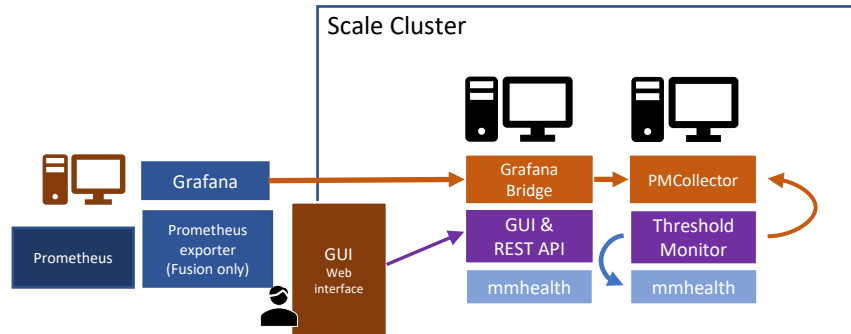 Scale Cluster
Grafana
Grafana
Bridge
PMCollector
Prometheus
Prometheus
exporter
(Fusion only)
GUI
Web
interface
GUI &
REST API
Threshold
Monitor
mmhealth
mmhealth